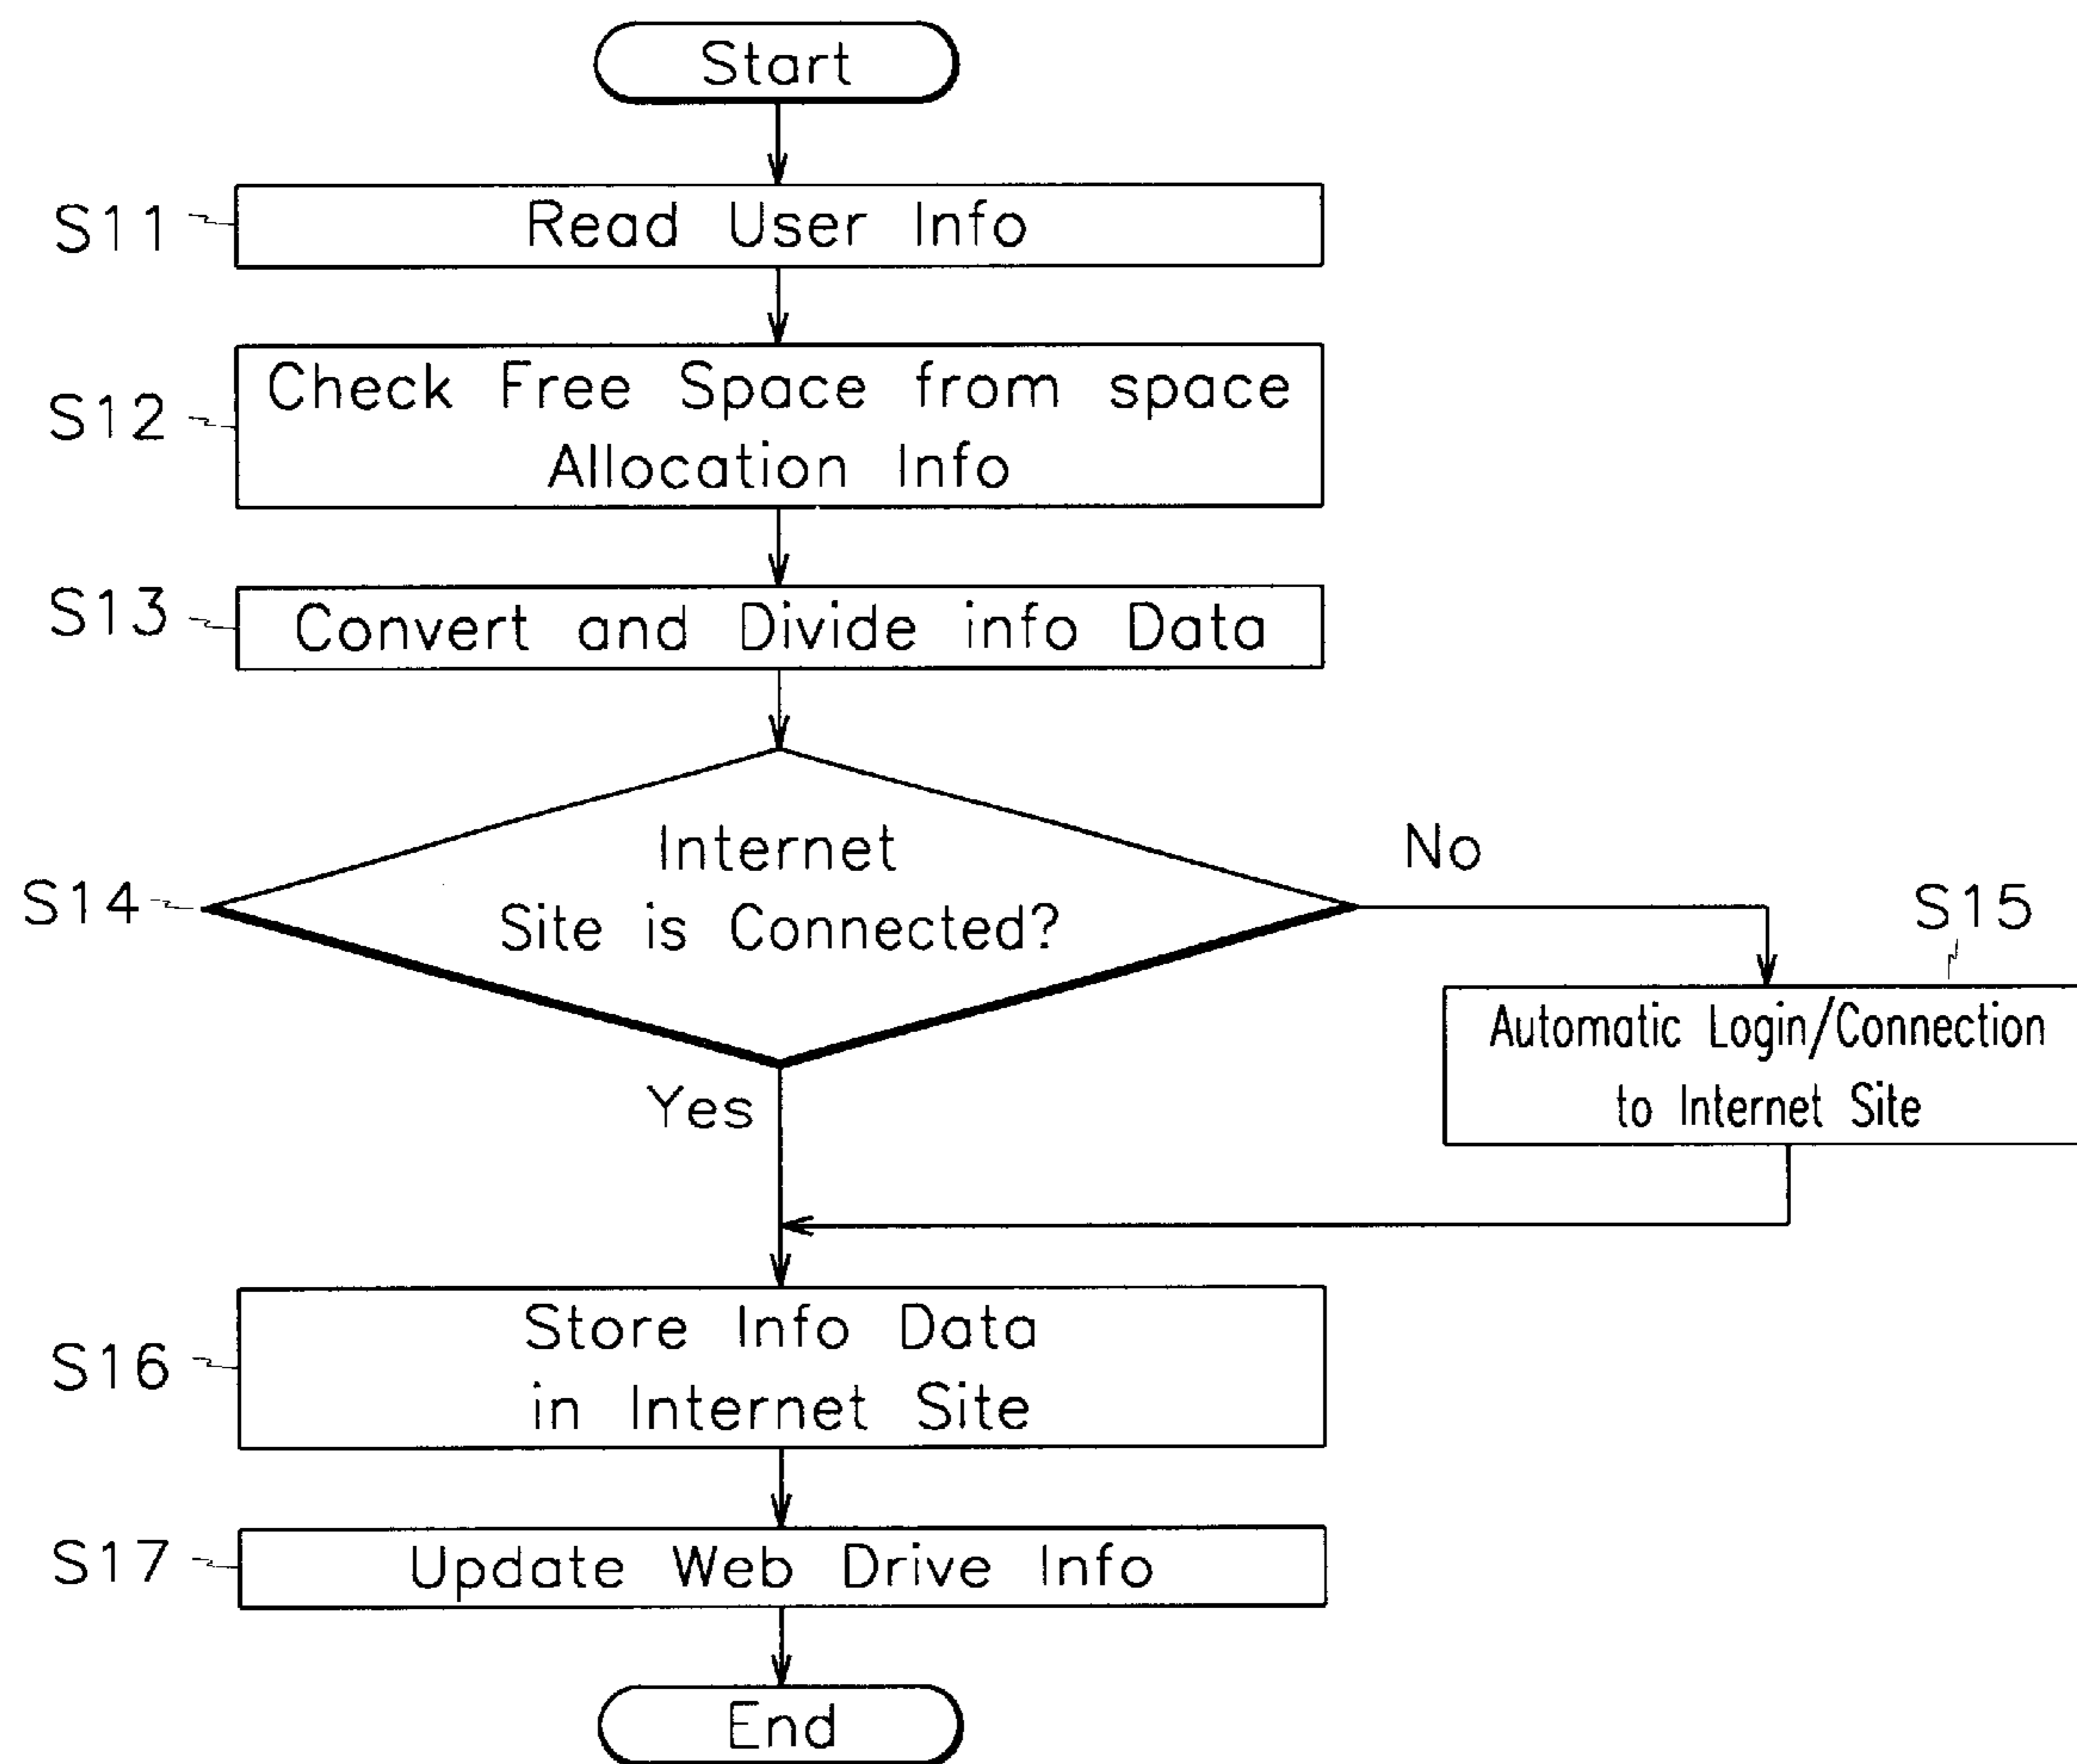 Start
S11
Read User Info
S12
Check Free Space from space
Allocation Info
S13
Convert and Divide info Data
S14
Internet
Site is Connected?
No
S15
Automatic Login/Connection
to Internet Site
Yes
S16
Store Info Data
in Internet Site
S17
Update Web Drive Info
End